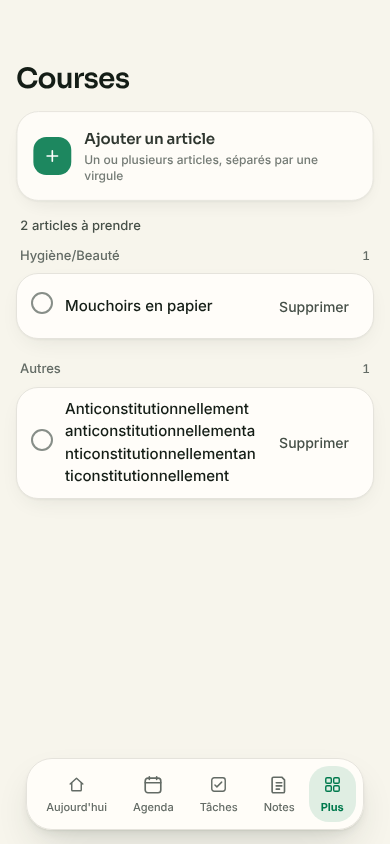 Courses
Ajouter un article
Un ou plusieurs articles, séparés par une
virgule
2 articles à prendre
Hygiène/Beauté 1
Mouchoirs en papier Supprimer
Autres 1
Anticonstitutionnellement
anticonstitutionnellementa
nticonstitutionnellementan
ticonstitutionnellement
Supprimer
Aujourd'hui Agenda Tâches Notes Plus